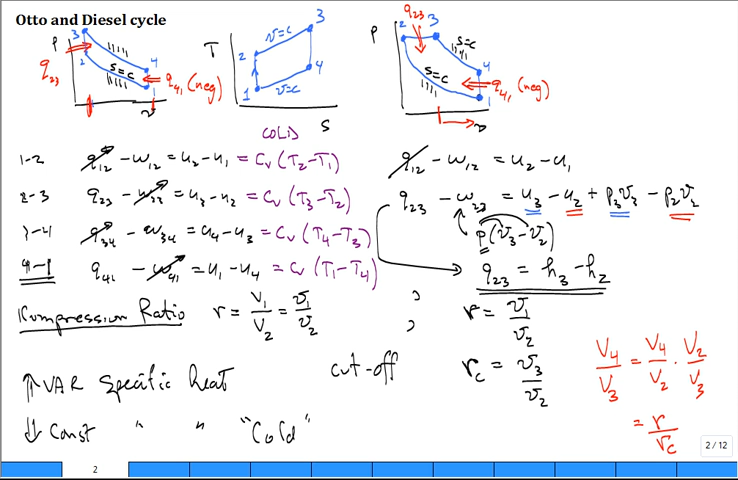 Otto and Diesel cycle
P 3 2 4 1 s=c v q₂₃ q₄₁ (neg)
T 2 3 4 1 v=c v=c s
P 2 3 4 1 q₂₃ s=c s=c q₄₁ (neg) v
COLD
1-2 q₁₂ - w₁₂ = u₂ - u₁ = Cv (T₂-T₁)
q₁₂ - w₁₂ = u₂ - u₁
2-3 q₂₃ - w₂₃ = u₃ - u₂ = Cv (T₃-T₂)
q₂₃ - w₂₃ = u₃ - u₂ + p₃v₃ - p₂v₂
p(v₃-v₂)
3-4 q₃₄ - w₃₄ = u₄ - u₃ = Cv (T₄-T₃)
4-1 q₄₁ - w₄₁ = u₁ - u₄ = Cv (T₁-T₄)
q₂₃ = h₃ - h₂
Kompression Ratio r = V₁/V₂ = v₁/v₂ , r = v₁/v₂
cut-off r_c = v₃/v₂
V₄/V₃ = V₄/V₂ · V₂/V₃
= r/r_c
↑ VAR Specific heat
↓ Const " " "Cold"
2 / 12
2